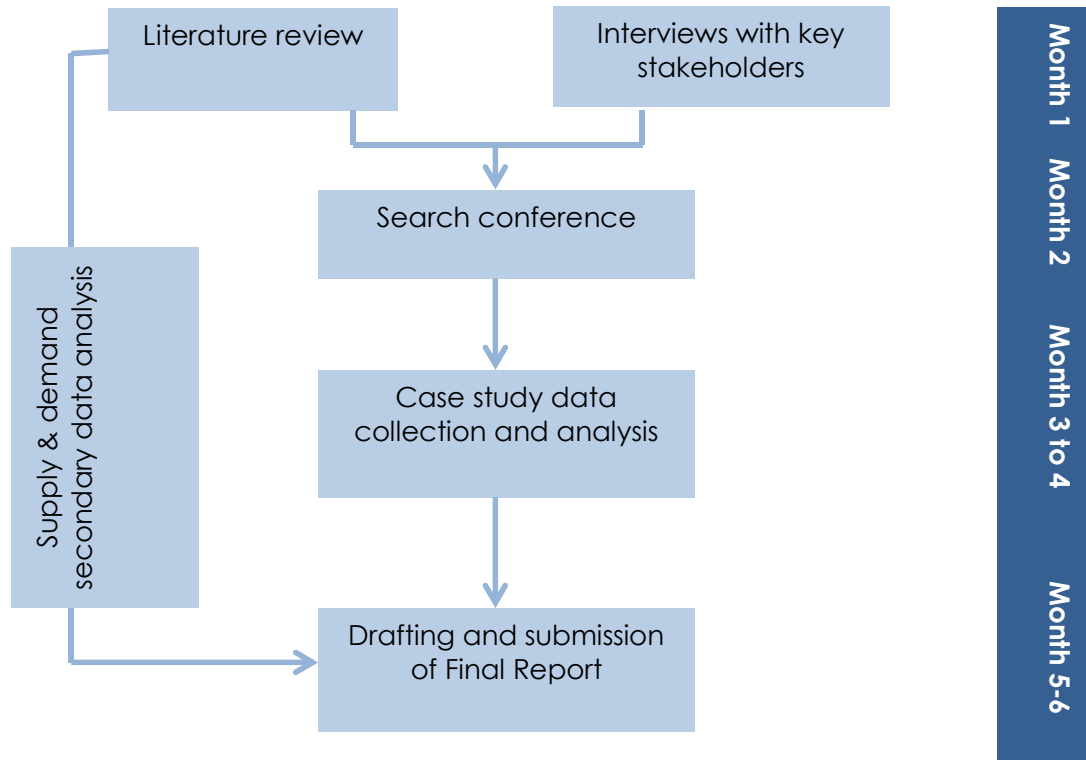 Literature review
Interviews with key
stakeholders
Search conference
Supply & demand
secondary data analysis
Case study data
collection and analysis
Drafting and submission
of Final Report
Month 1
Month 2
Month 3 to 4
Month 5-6